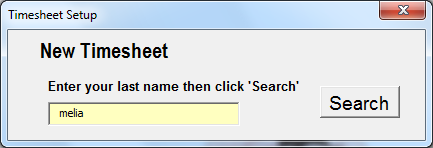 Timesheet Setup
New Timesheet
Enter your last name then click 'Search'
melia
Search